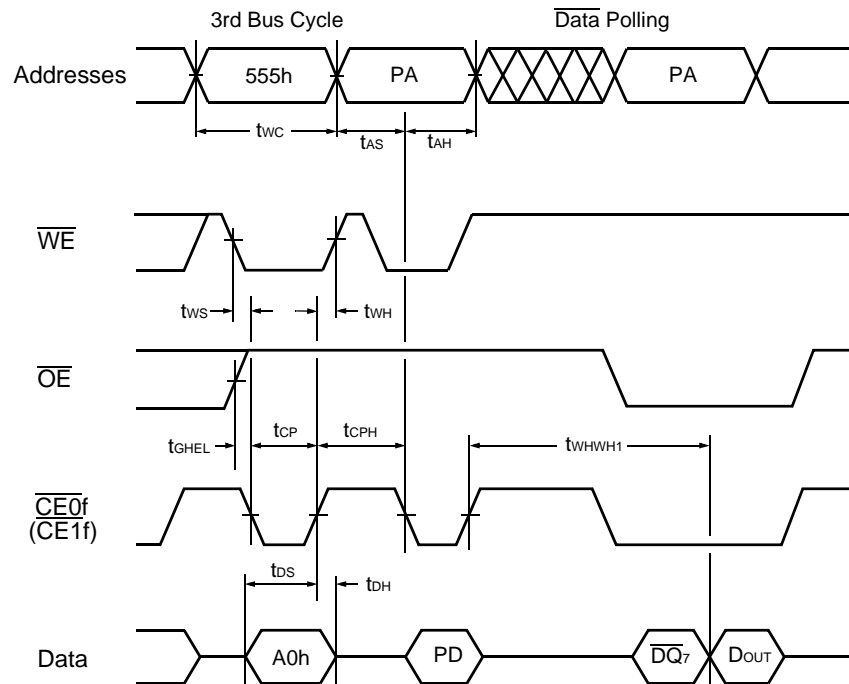 3rd Bus Cycle
Data Polling
Addresses
555h
PA
PA
tWC
tAS
tAH
WE
tWS
tWH
OE
tGHEL
tCP
tCPH
tWHWH1
CE0f
(CE1f)
tDS
tDH
Data
A0h
PD
DQ7
DOUT